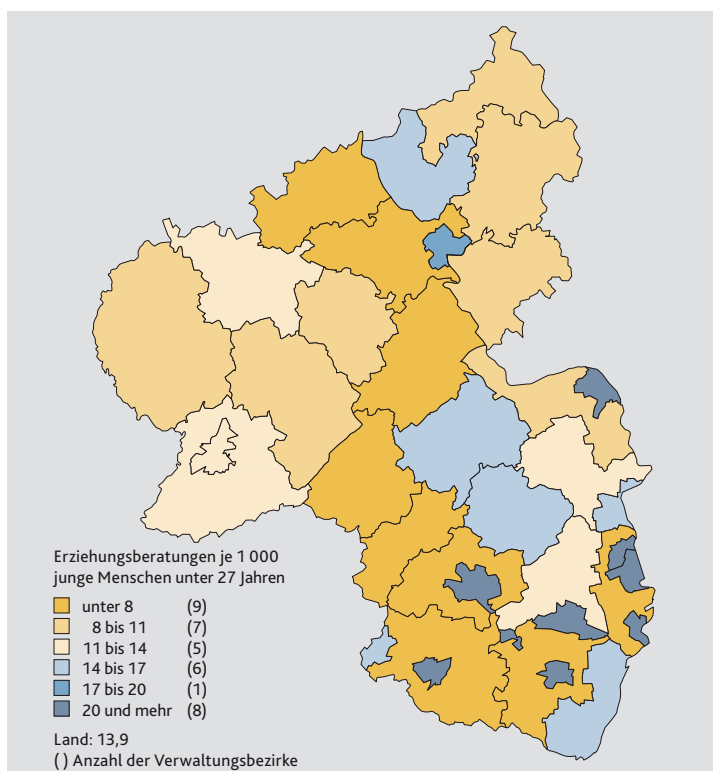 Erziehungsberatungen je 1 000
junge Menschen unter 27 Jahren
unter 8 (9)
8 bis 11 (7)
11 bis 14 (5)
14 bis 17 (6)
17 bis 20 (1)
20 und mehr (8)
Land: 13,9
( ) Anzahl der Verwaltungsbezirke